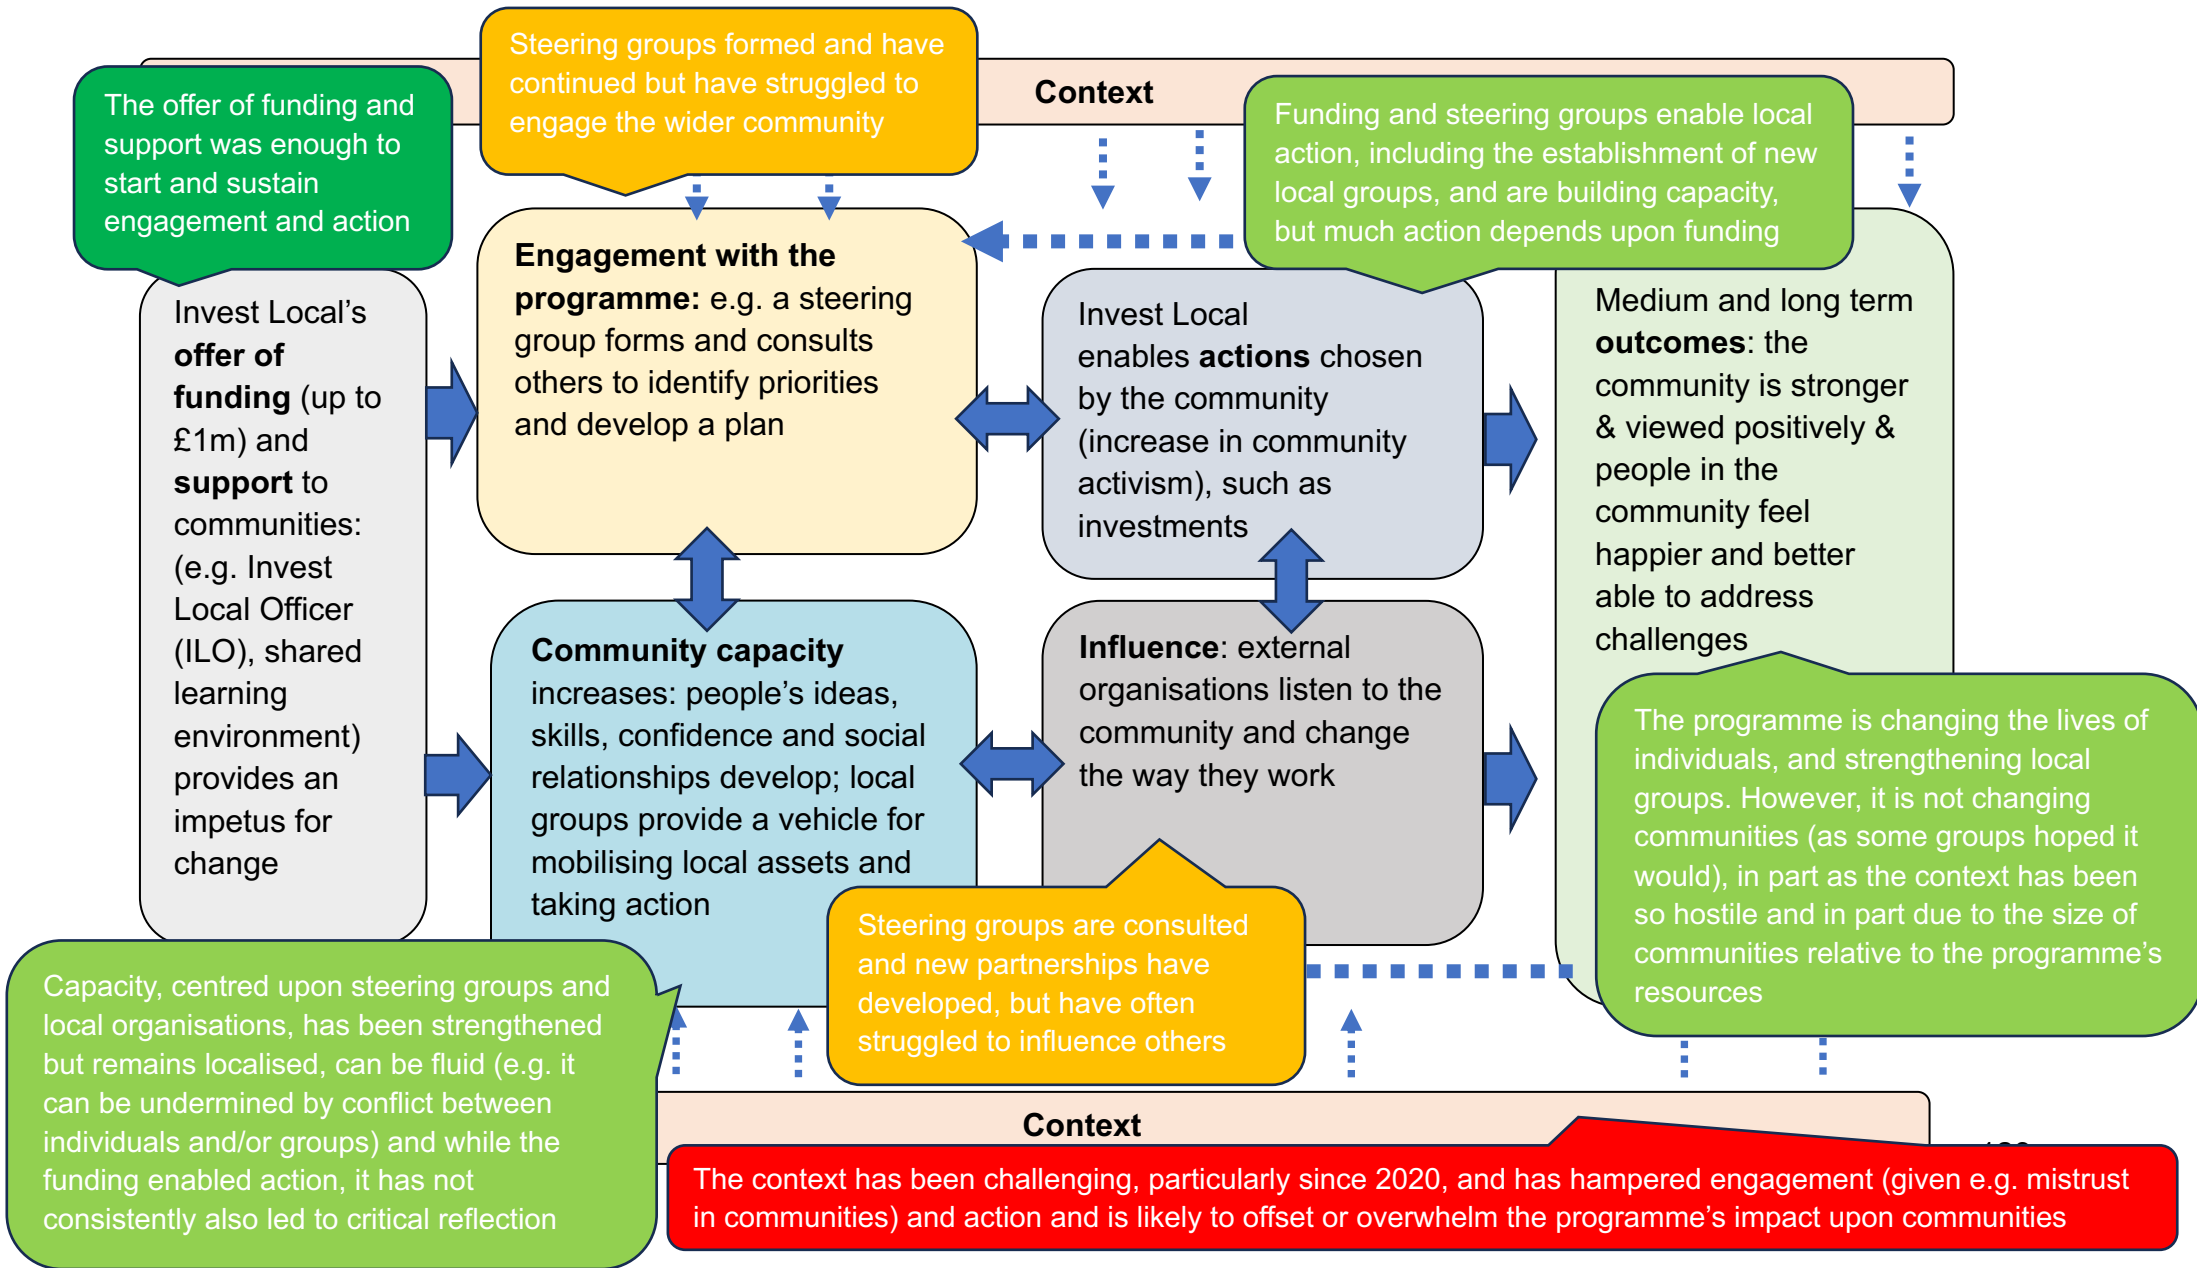 Steering groups formed and have
continued but have struggled to
engage the wider community
Context
The offer of funding and
support was enough to
start and sustain
engagement and action
Funding and steering groups enable local
action, including the establishment of new
local groups, and are building capacity,
but much action depends upon funding
Invest Local’s
offer of
funding (up to
£1m) and
support to
communities:
(e.g. Invest
Local Officer
(ILO), shared
learning
environment)
provides an
impetus for
change
Engagement with the
programme: e.g. a steering
group forms and consults
others to identify priorities
and develop a plan
Invest Local
enables actions chosen
by the community
(increase in community
activism), such as
investments
Medium and long term
outcomes: the
community is stronger
& viewed positively &
people in the
community feel
happier and better
able to address
challenges
Community capacity
increases: people’s ideas,
skills, confidence and social
relationships develop; local
groups provide a vehicle for
mobilising local assets and
taking action
Influence: external
organisations listen to the
community and change
the way they work
The programme is changing the lives of
individuals, and strengthening local
groups. However, it is not changing
communities (as some groups hoped it
would), in part as the context has been
so hostile and in part due to the size of
communities relative to the programme’s
resources
Steering groups are consulted
and new partnerships have
developed, but have often
struggled to influence others
Capacity, centred upon steering groups and
local organisations, has been strengthened
but remains localised, can be fluid (e.g. it
can be undermined by conflict between
individuals and/or groups) and while the
funding enabled action, it has not
consistently also led to critical reflection
Context
The context has been challenging, particularly since 2020, and has hampered engagement (given e.g. mistrust
in communities) and action and is likely to offset or overwhelm the programme’s impact upon communities